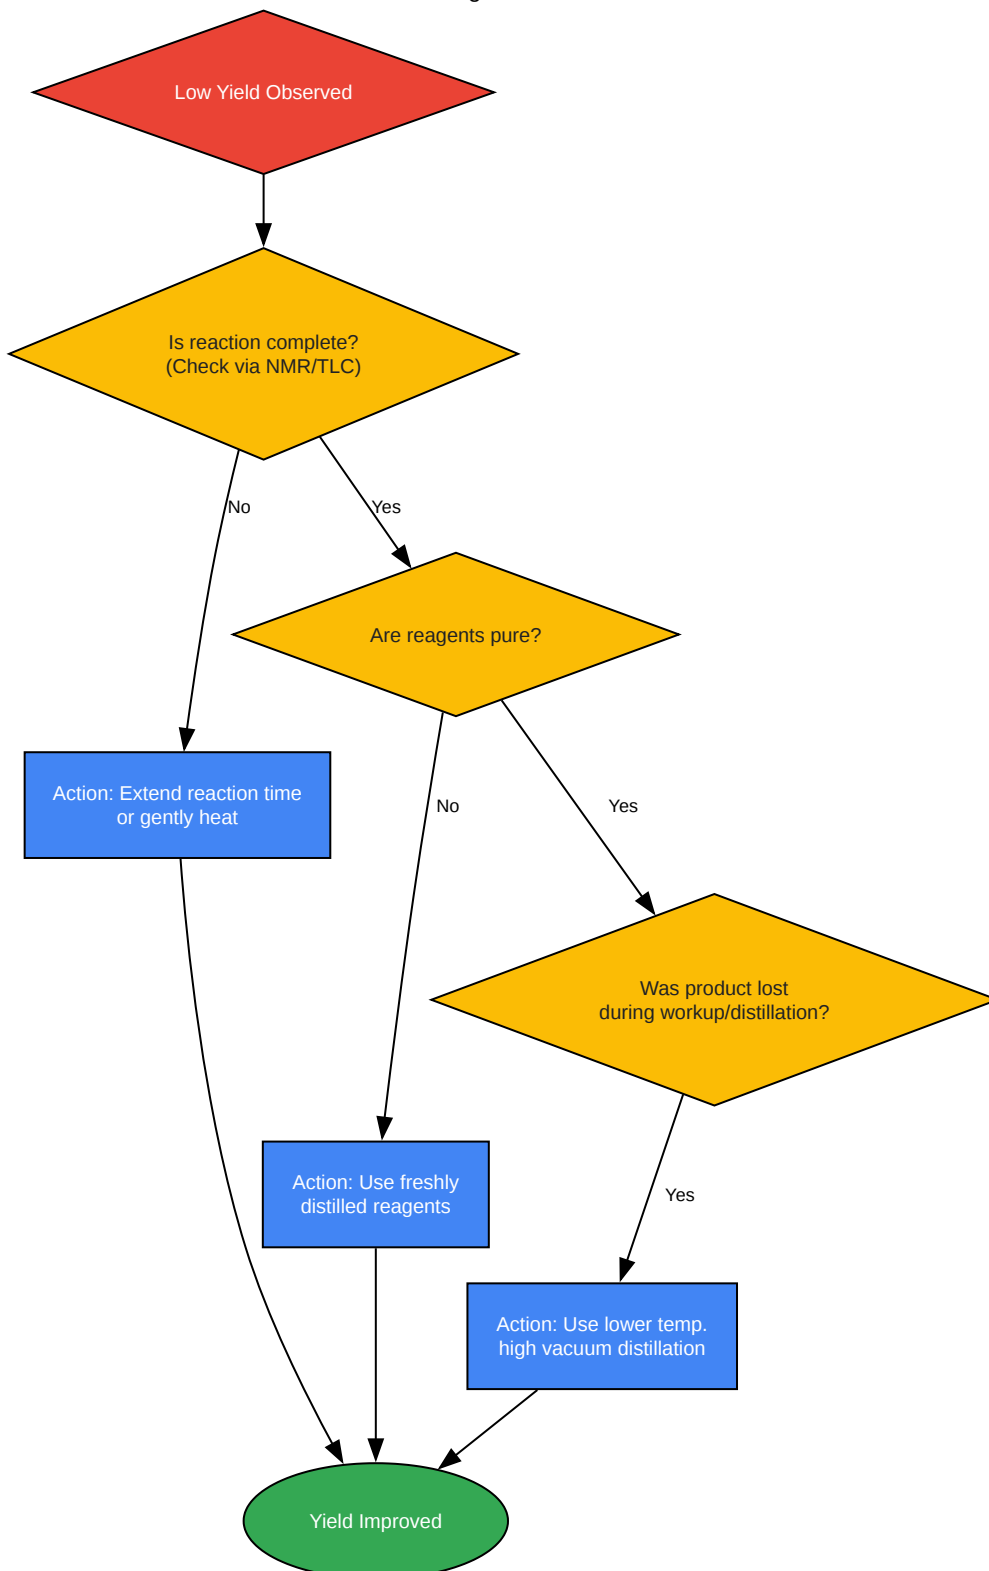 Low Yield Observed
Is reaction complete?
(Check via NMR/TLC)
No
Yes
Are reagents pure?
Action: Extend reaction time
or gently heat
No
Yes
Was product lost
during workup/distillation?
Action: Use freshly
distilled reagents
Yes
Action: Use lower temp.
high vacuum distillation
Yield Improved